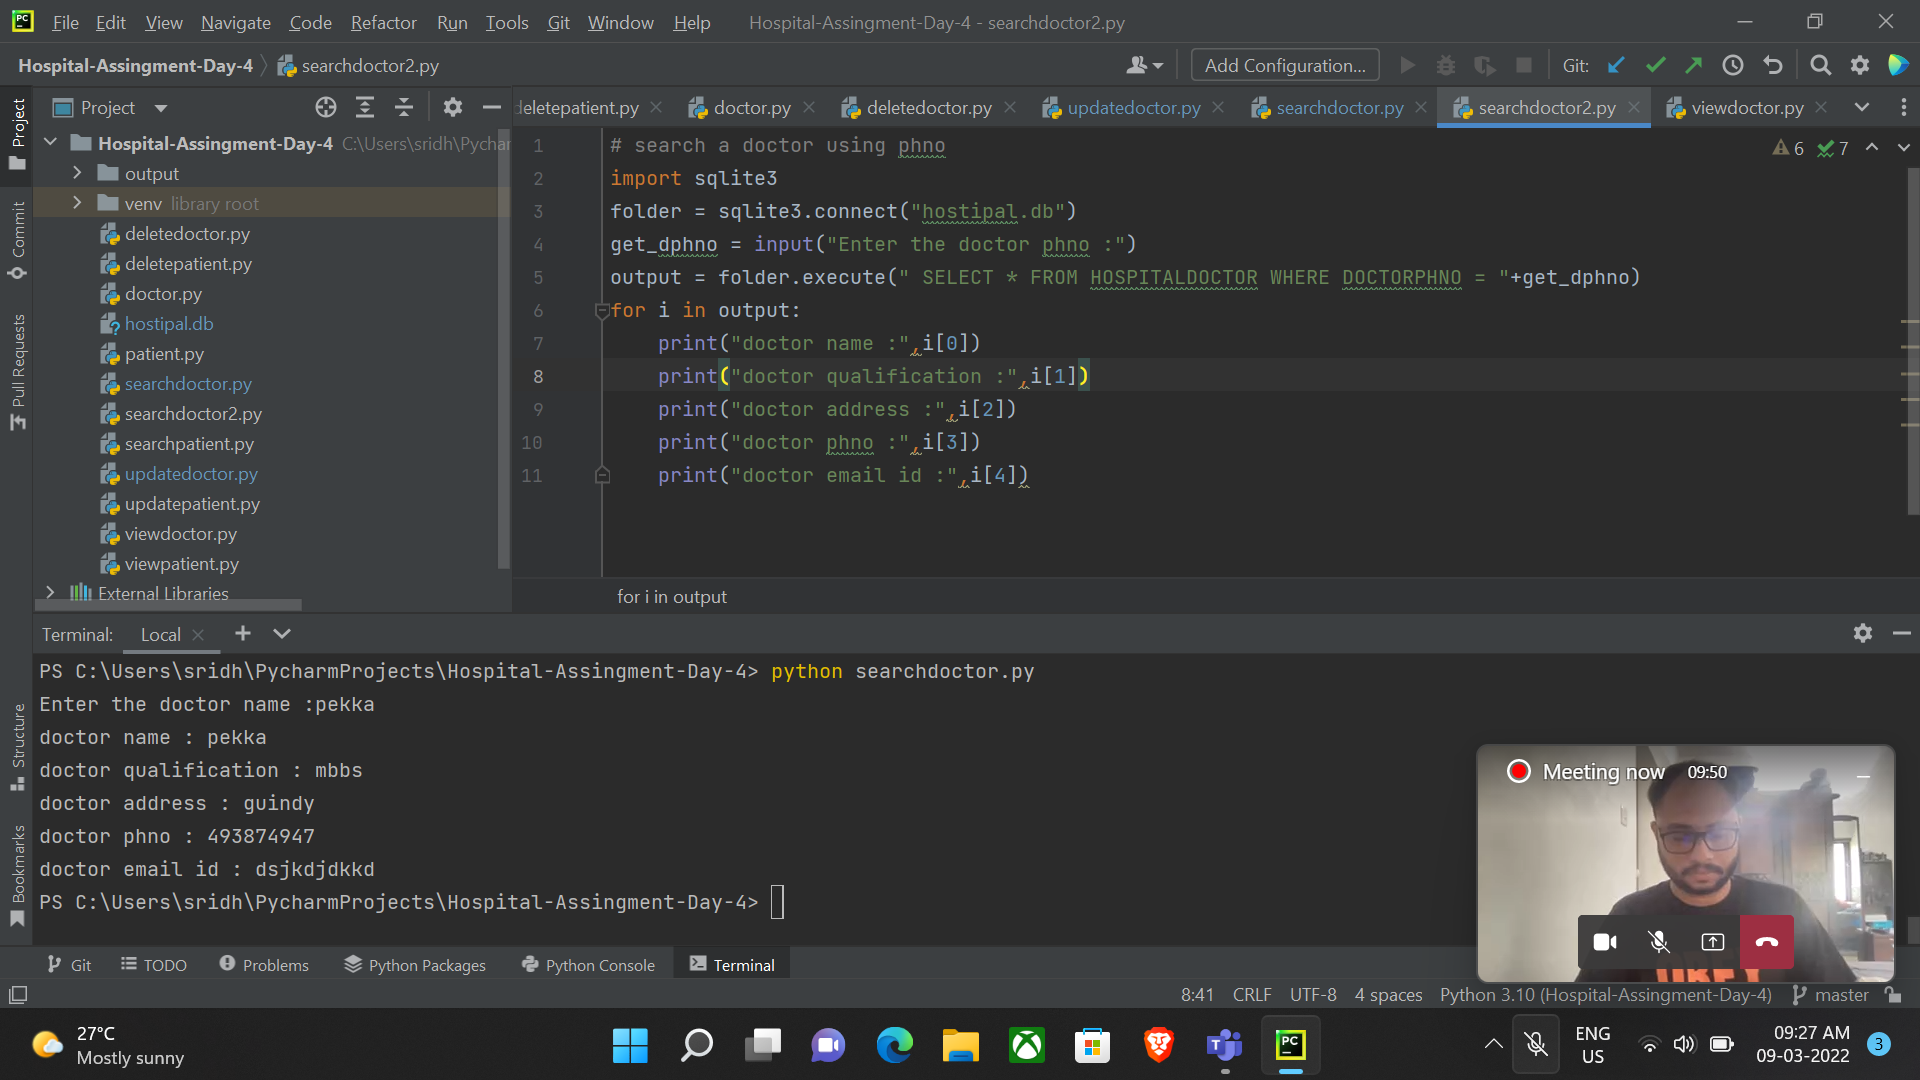 File Edit View Navigate Code Refactor Run Tools Git Window Help Hospital-Assingment-Day-4 - searchdoctor2.py
Hospital-Assingment-Day-4 searchdoctor2.py Add Configuration... Git:
Project
eletepatient.py doctor.py deletedoctor.py updatedoctor.py searchdoctor.py searchdoctor2.py viewdoctor.py
Hospital-Assingment-Day-4 C:\Users\sridh\Pychar
output
venv library root
deletedoctor.py
deletepatient.py
doctor.py
hostipal.db
patient.py
searchdoctor.py
searchdoctor2.py
searchpatient.py
updatedoctor.py
updatepatient.py
viewdoctor.py
viewpatient.py
External Libraries
Project
Commit
Pull Requests
Structure
Bookmarks
6 7
1 # search a doctor using phno
2 import sqlite3
3 folder = sqlite3.connect("hostipal.db")
4 get_dphno = input("Enter the doctor phno :")
5 output = folder.execute(" SELECT * FROM HOSPITALDOCTOR WHERE DOCTORPHNO = "+get_dphno)
6 for i in output:
7 print("doctor name :",i[0])
8 print("doctor qualification :",i[1])
9 print("doctor address :",i[2])
10 print("doctor phno :",i[3])
11 print("doctor email id :",i[4])
for i in output
Terminal: Local
PS C:\Users\sridh\PycharmProjects\Hospital-Assingment-Day-4> python searchdoctor.py
Enter the doctor name :pekka
doctor name : pekka
doctor qualification : mbbs
doctor address : guindy
doctor phno : 493874947
doctor email id : dsjkdjdkkd
PS C:\Users\sridh\PycharmProjects\Hospital-Assingment-Day-4>
Meeting now 09:50
Git TODO Problems Python Packages Python Console Terminal
8:41 CRLF UTF-8 4 spaces Python 3.10 (Hospital-Assingment-Day-4) master
27°C
Mostly sunny
ENG
US
09:27 AM
09-03-2022
3